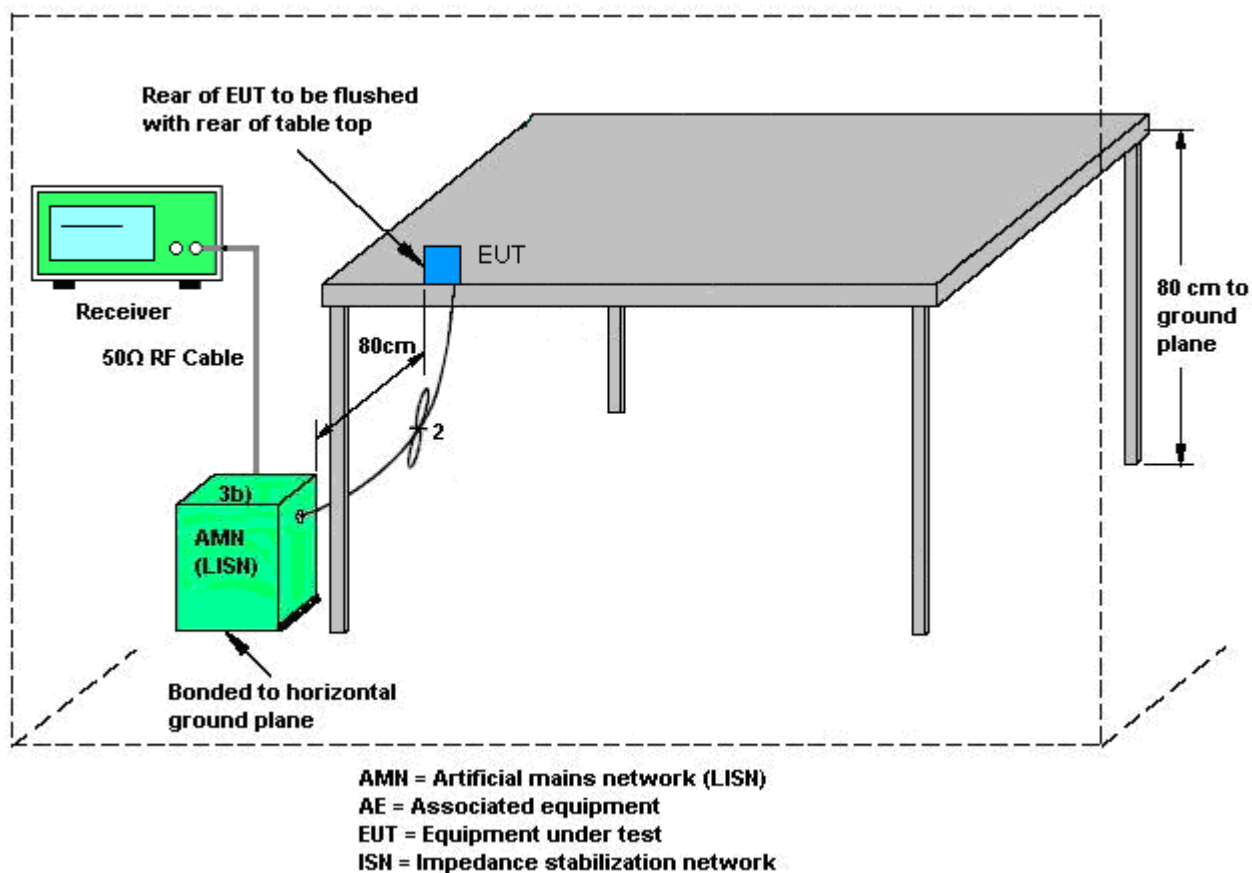 Rear of EUT to be flushed
with rear of table top
EUT
Receiver
50Ω RF Cable
80cm
2
80 cm to
ground
plane
3b)
AMN
(LISN)
Bonded to horizontal
ground plane
AMN = Artificial mains network (LISN)
AE = Associated equipment
EUT = Equipment under test
ISN = Impedance stabilization network